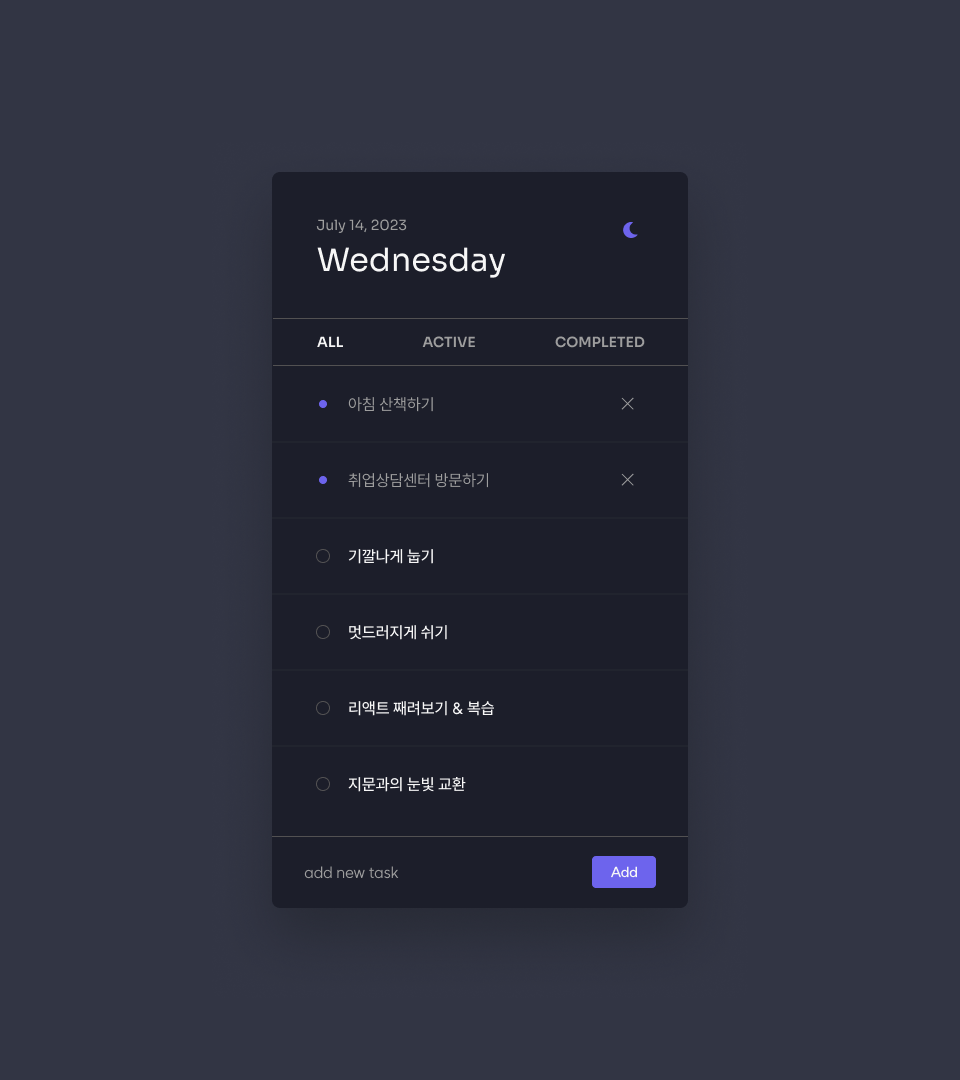 July 14, 2023
Wednesday
ALL ACTIVE COMPLETED
아침 산책하기
취업상담센터 방문하기
기깔나게 눕기
멋드러지게 쉬기
리액트 째려보기 & 복습
지문과의 눈빛 교환
add new task Add